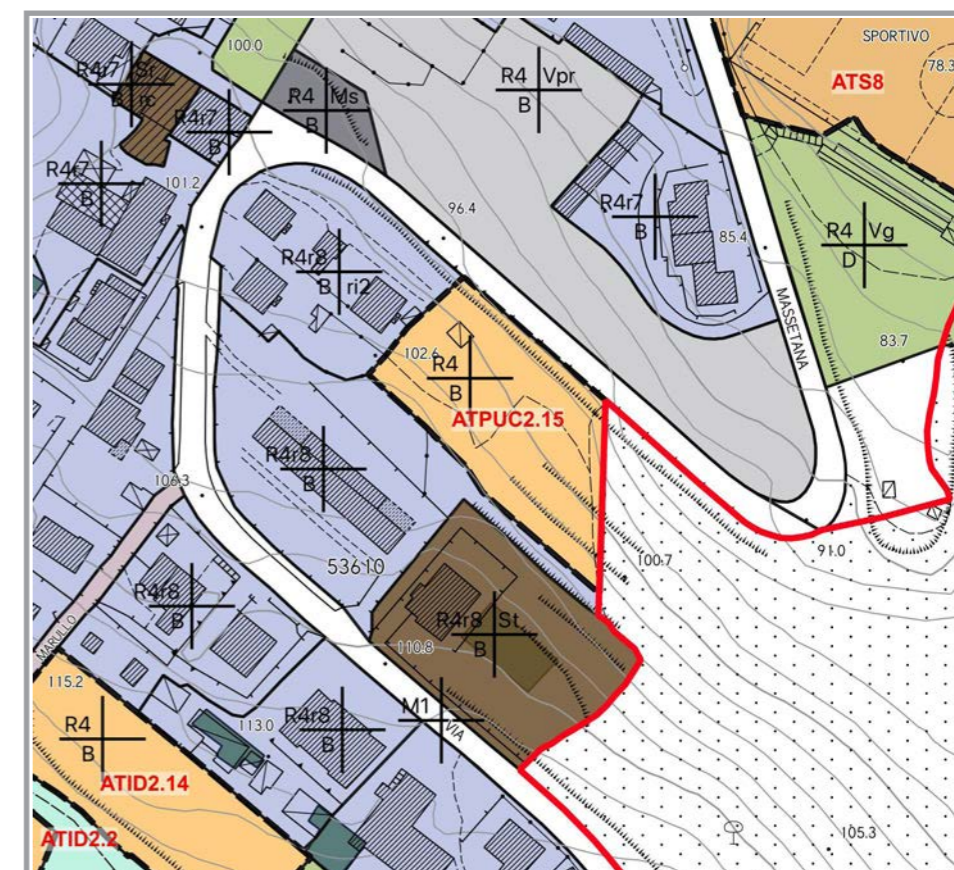 100.0
SPORTIVO
R4r7 Sf
B rc
R4 Vpr
B
ATS8
78.3
R4 Ms
B
R4r7
B
R4r7
B
101.2
96.4
R4r7
B
85.4
R4 Vg
D
R4r8
B ri2
MASSETANA
83.7
102.6
R4
B
ATPUC2.15
R4r8
106.3
53610
100.7
91.0
R4r8
B
R4r8 St
B
110.8
MARULLO
115.2
M1
VIA
R4
B
113.0
R4r8
B
ATID2.14
ATID2.2
105.3